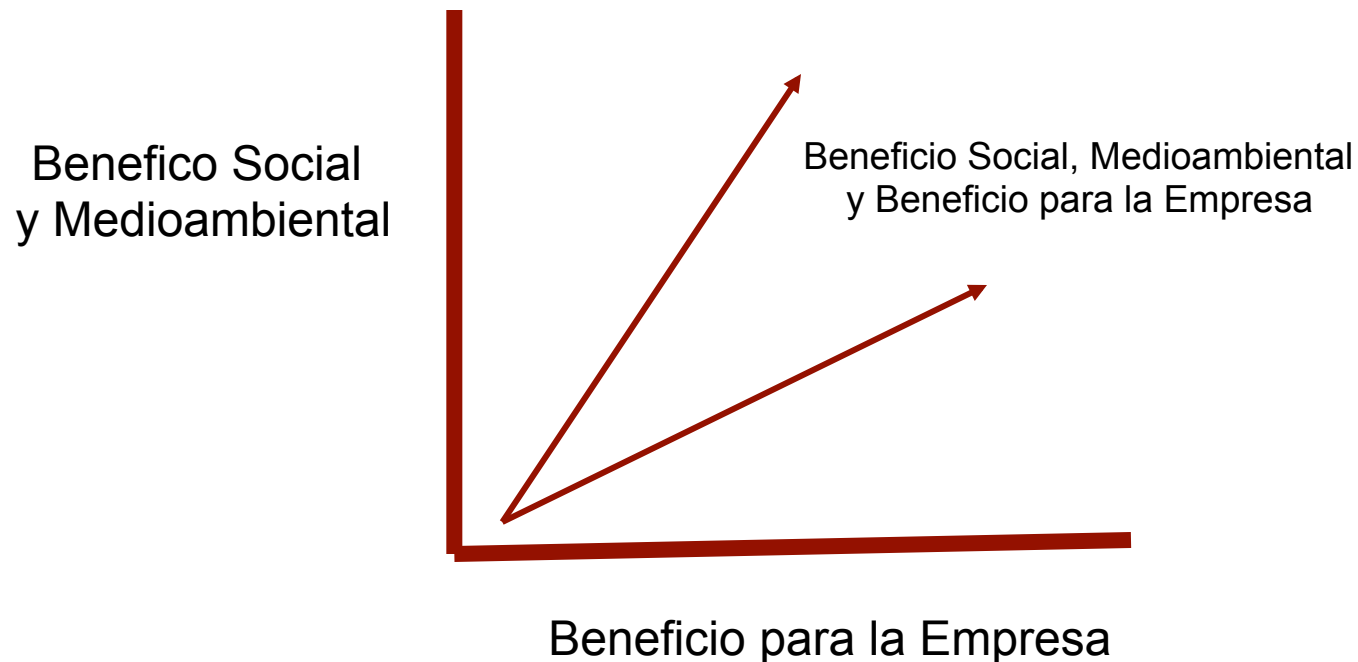 Benefico Social
y Medioambiental
Beneficio Social, Medioambiental
y Beneficio para la Empresa
Beneficio para la Empresa